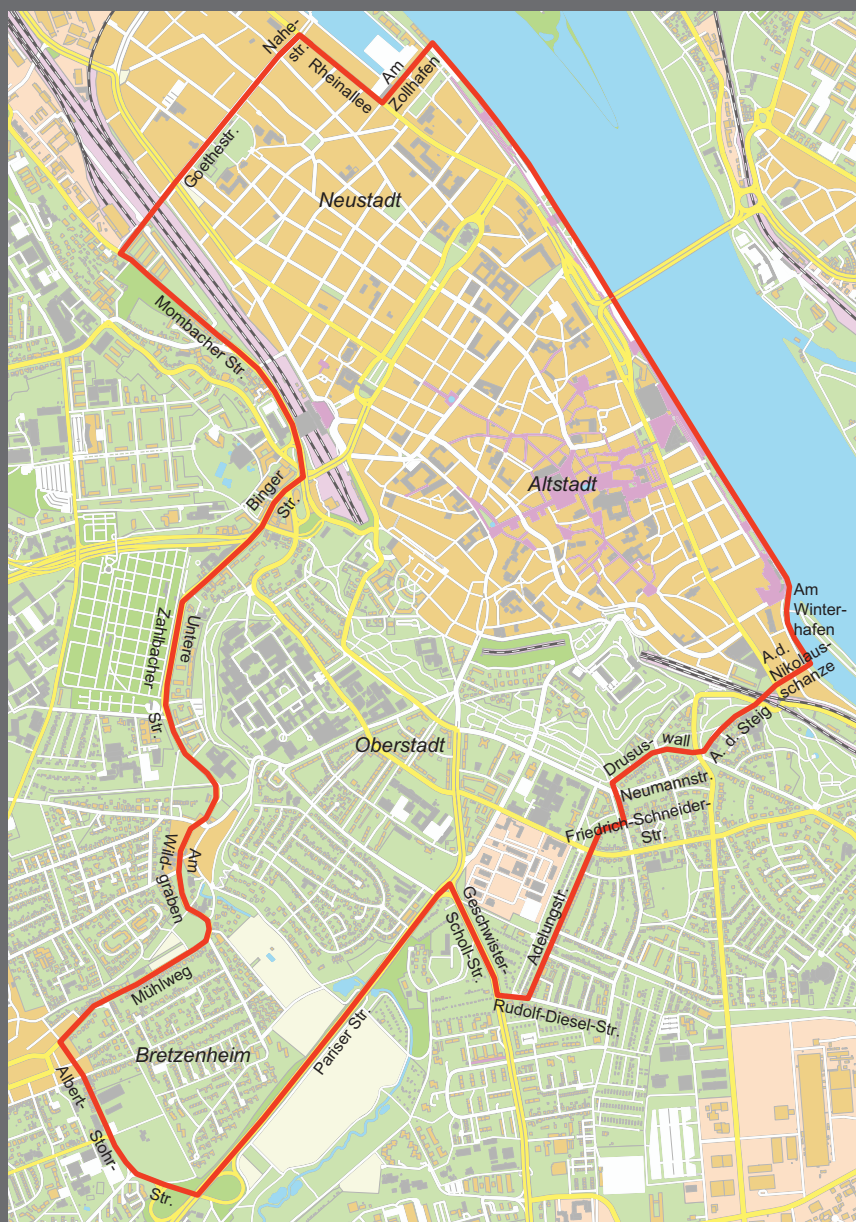 Nahe-
str.
Rheinallee
Am
Zollhafen
Goethestr.
Neustadt
Mombacher Str.
Binger
Str.
Altstadt
Am
Winter-
hafen
A.d.
Nikolaus-
schanze
A. d. Steig
Untere
Zahlbacher
Str.
Oberstadt
Drusus-
wall
Neumannstr.
Friedrich-Schneider-
Str.
Am
Wild-
graben
Geschwister-
Scholl-Str.
Adelungstr.
Mühlweg
Rudolf-Diesel-Str.
Pariser Str.
Bretzenheim
Albert-
Stohr-
Str.